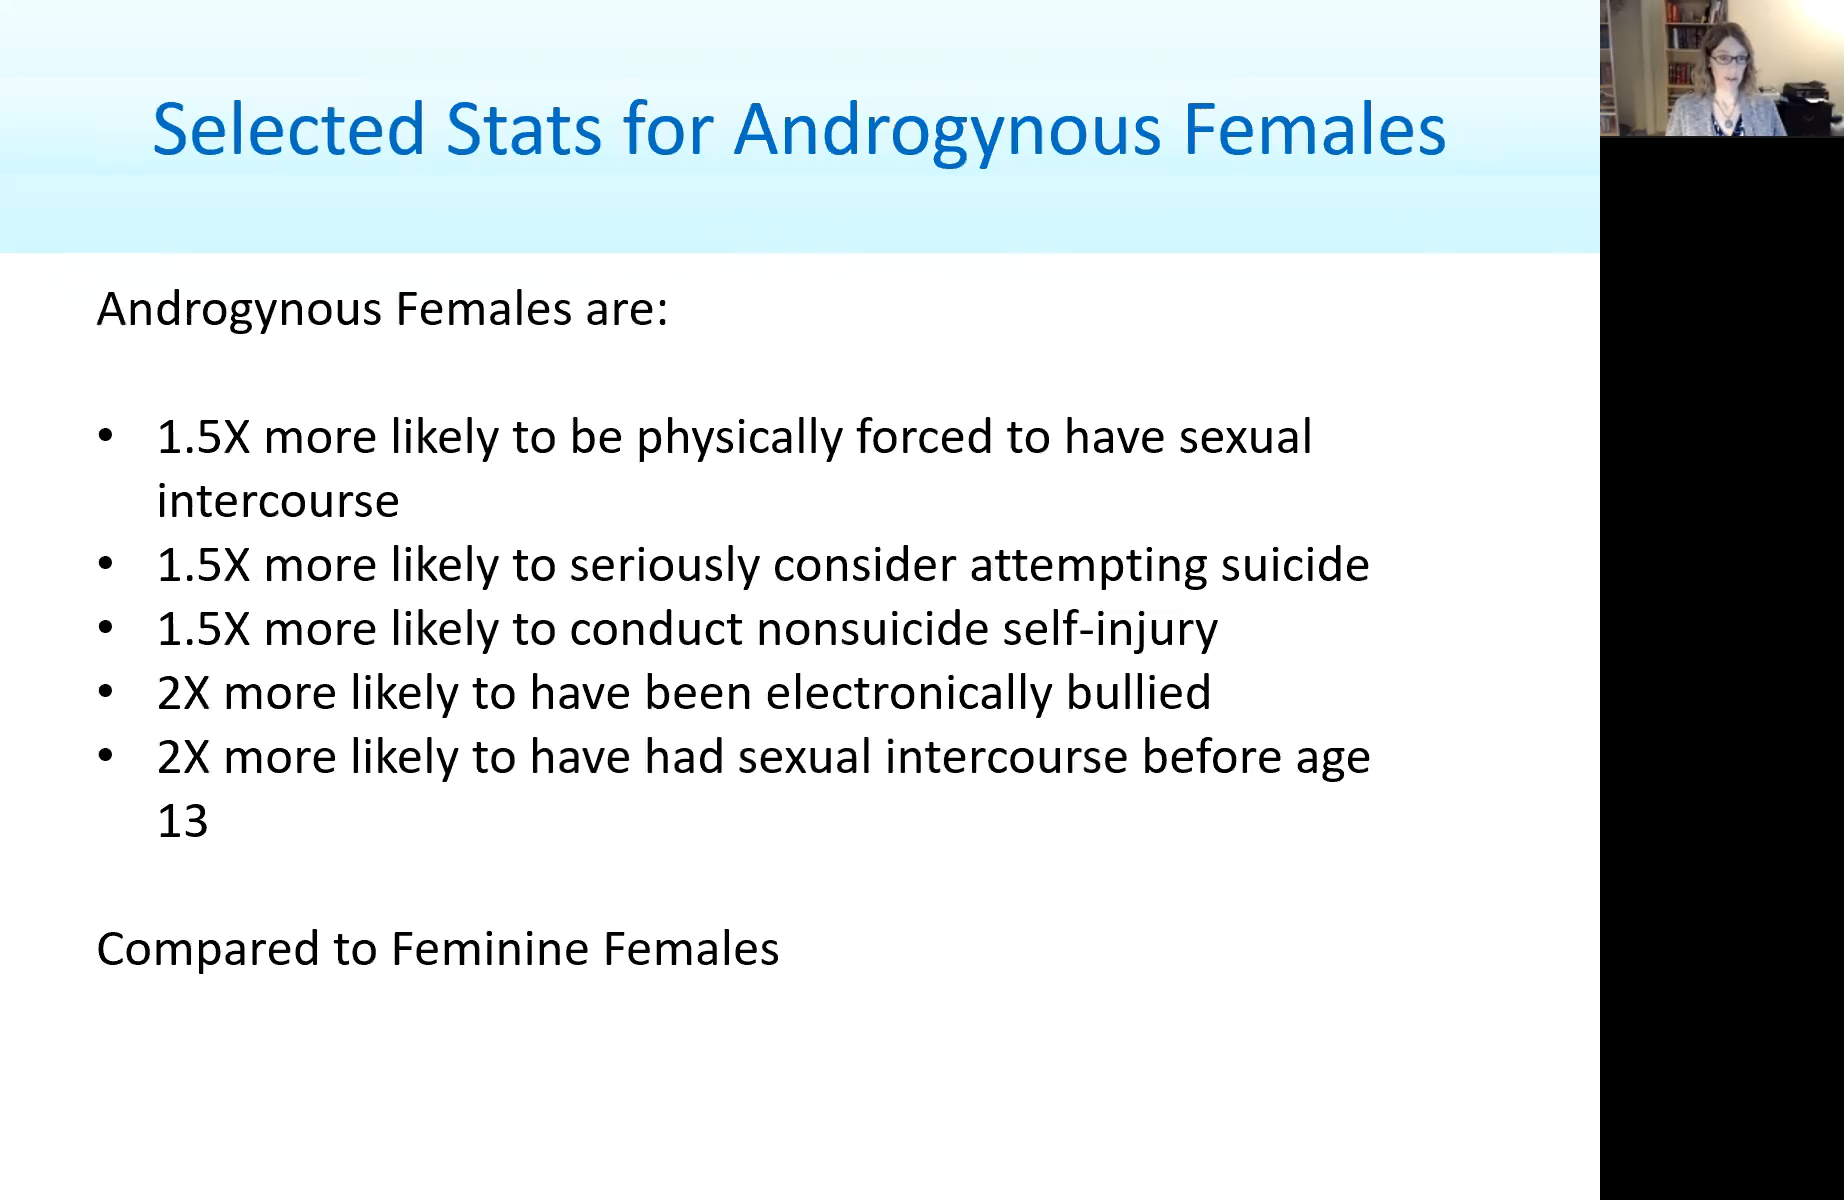 Selected Stats for Androgynous Females
Androgynous Females are:
• 1.5X more likely to be physically forced to have sexual
intercourse
• 1.5X more likely to seriously consider attempting suicide
• 1.5X more likely to conduct nonsuicide self-injury
• 2X more likely to have been electronically bullied
• 2X more likely to have had sexual intercourse before age
13
Compared to Feminine Females